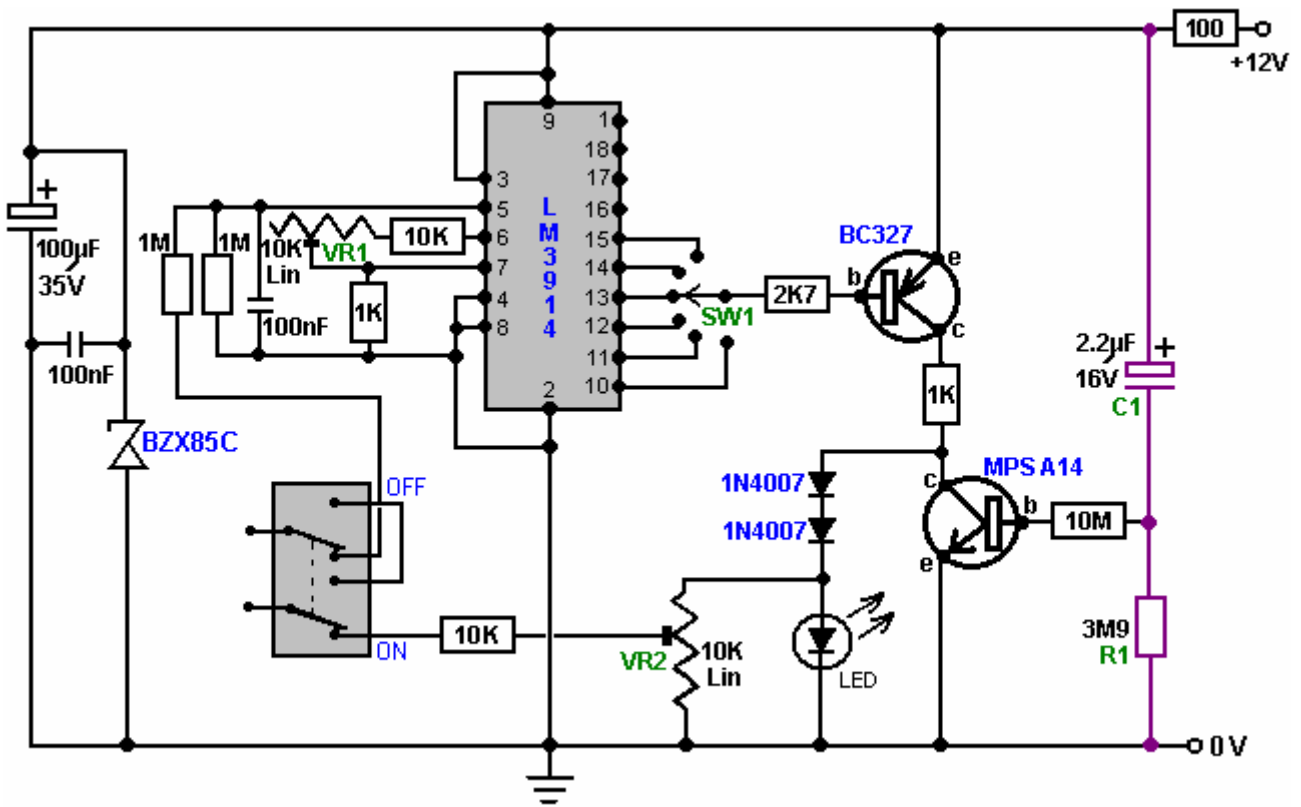 100
+12V
9
1
18
3
17
LM3914
5
16
1M
1M
10K
Lin
VR1
10K
6
15
BC327
100µF
35V
+
7
14
e
b
1K
4
13
2K7
100nF
8
12
SW1
c
100nF
11
2.2µF
16V
+
C1
10
2
1K
BZX85C
OFF
1N4007
MPSA14
c
b
1N4007
10M
e
10K
VR2
10K
Lin
LED
3M9
R1
ON
0V